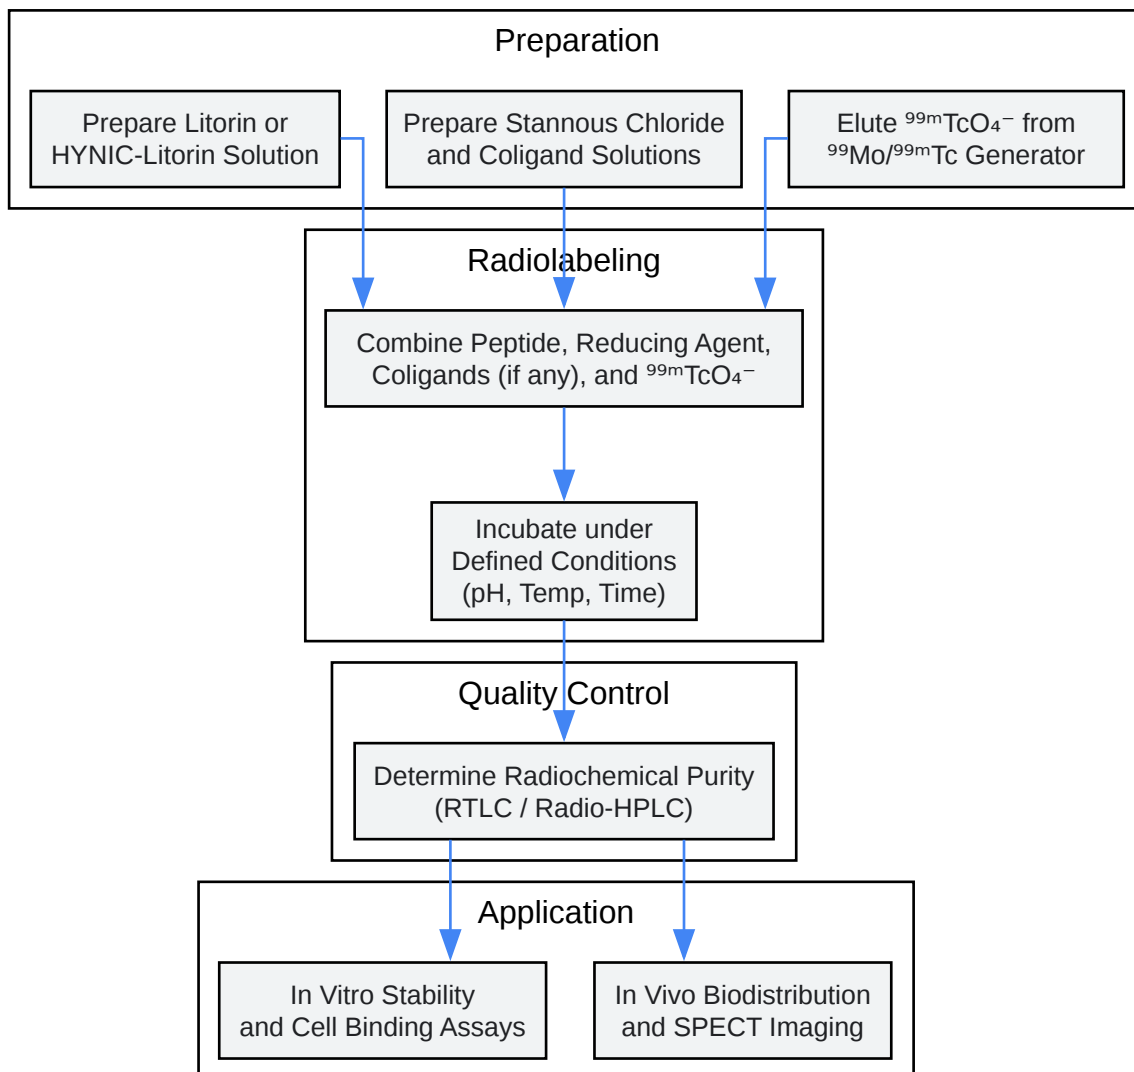 Preparation
Prepare Litorin or
HYNIC-Litorin Solution
Prepare Stannous Chloride
and Coligand Solutions
Elute ⁹⁹ᵐTcO₄⁻ from
⁹⁹Mo/⁹⁹ᵐTc Generator
Radiolabeling
Combine Peptide, Reducing Agent,
Coligands (if any), and ⁹⁹ᵐTcO₄⁻
Incubate under
Defined Conditions
(pH, Temp, Time)
Quality Control
Determine Radiochemical Purity
(RTLC / Radio-HPLC)
Application
In Vitro Stability
and Cell Binding Assays
In Vivo Biodistribution
and SPECT Imaging